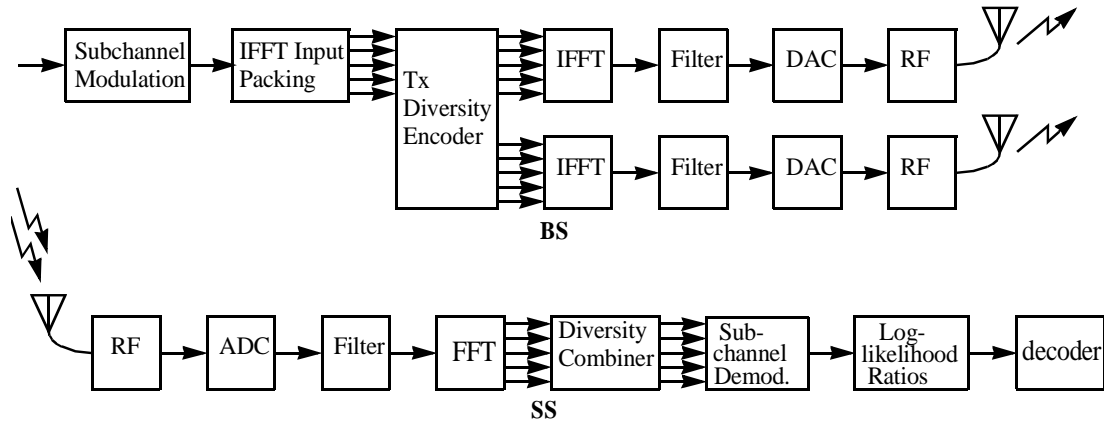 Subchannel
Modulation
IFFT Input
Packing
Tx
Diversity
Encoder
IFFT
Filter
DAC
RF
IFFT
Filter
DAC
RF
BS
RF
ADC
Filter
FFT
Diversity
Combiner
Sub-
channel
Demod.
Log-
likelihood
Ratios
decoder
SS